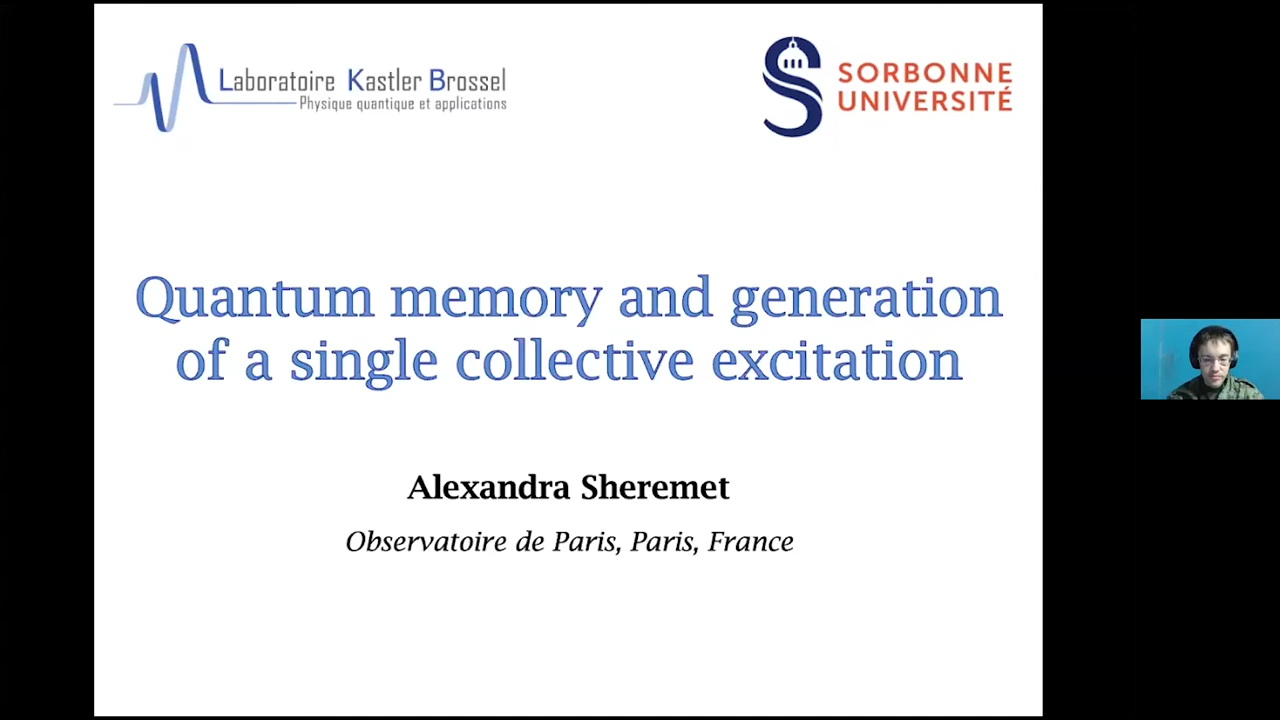 Laboratoire Kastler Brossel
Physique quantique et applications
SORBONNE
UNIVERSITÉ
Quantum memory and generation
of a single collective excitation
Alexandra Sheremet
Observatoire de Paris, Paris, France